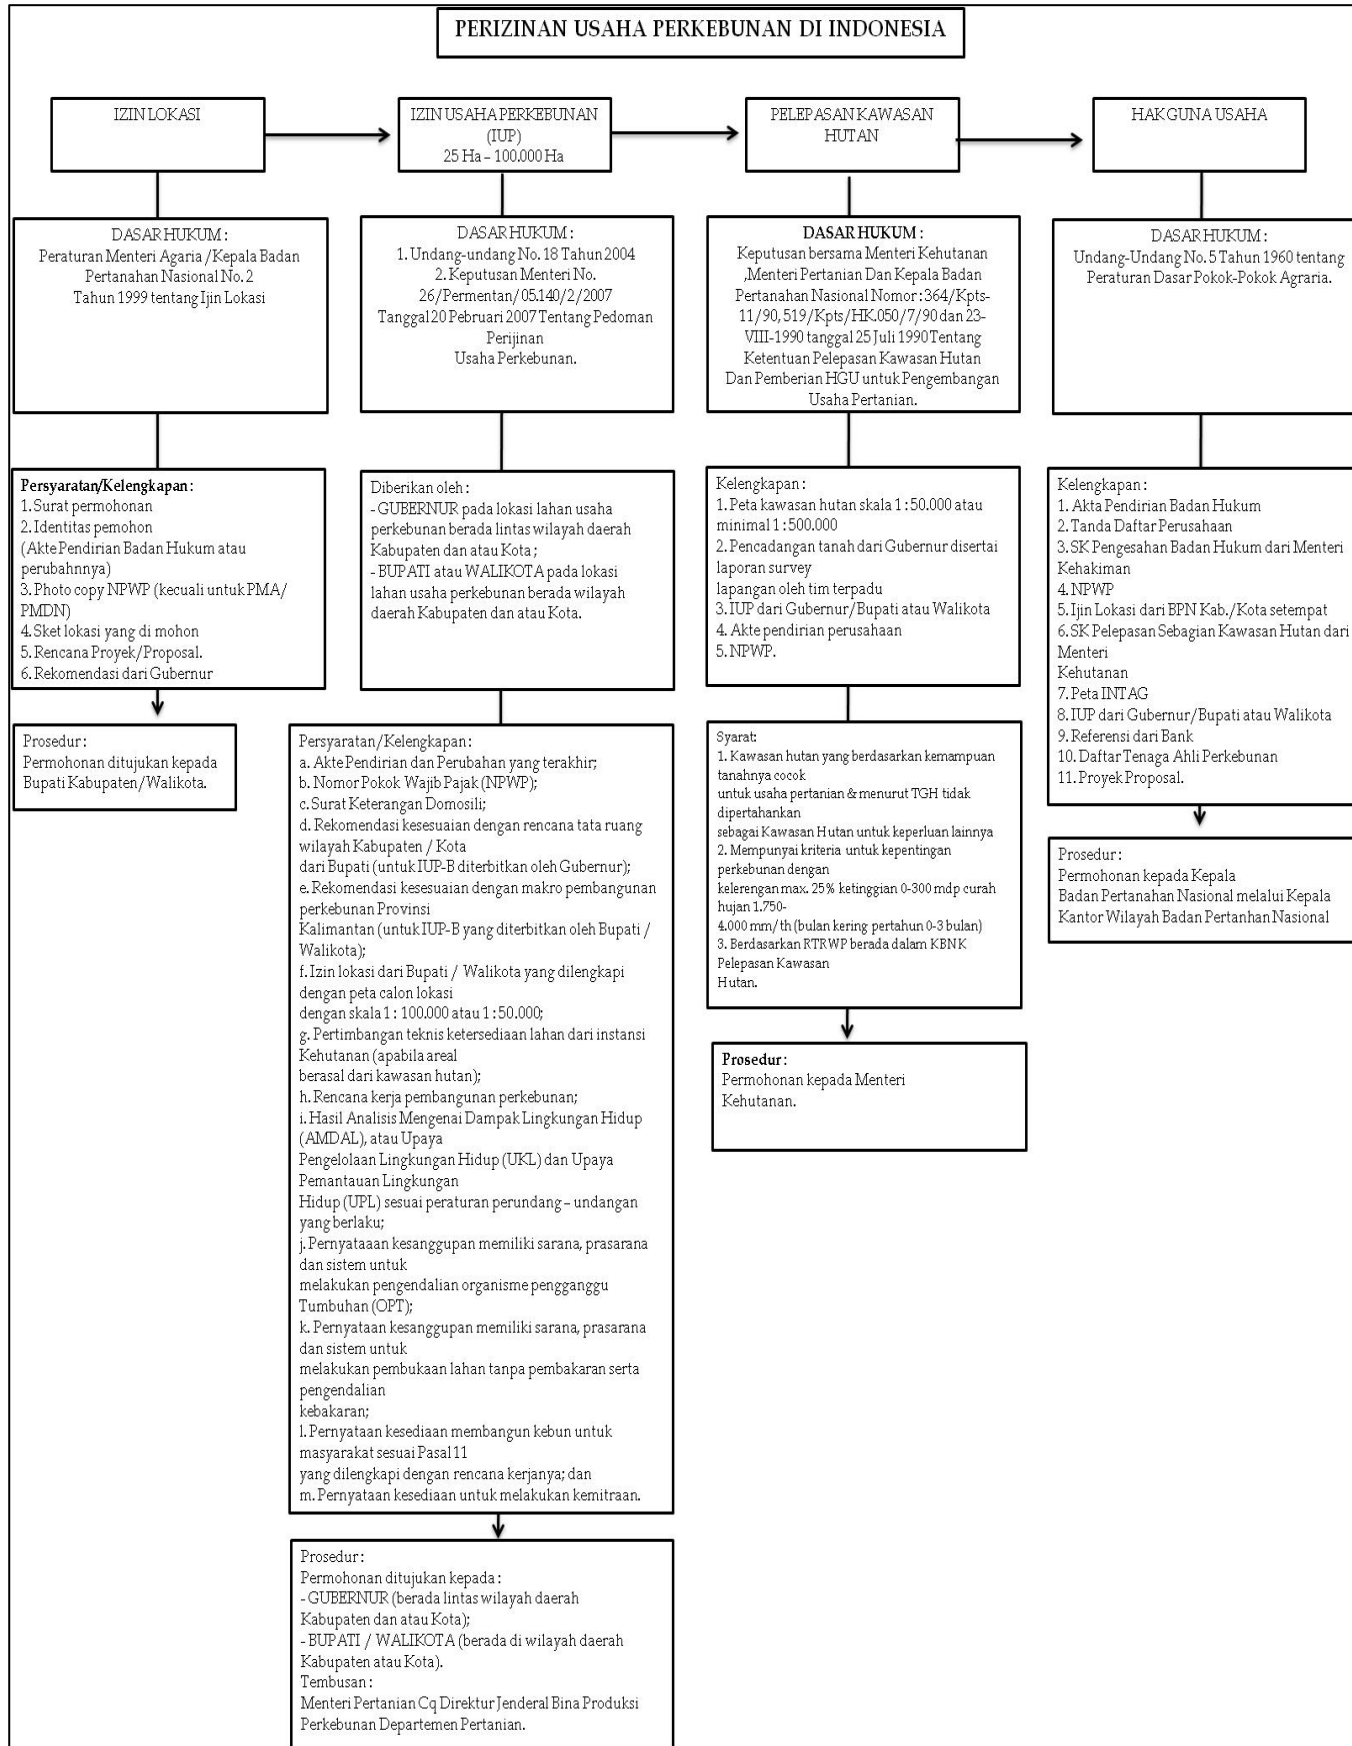 PERIZINAN USAHA PERKEBUNAN DI INDONESIA
IZIN LOKASI
IZIN USAHA PERKEBUNAN
(IUP)
25 Ha – 100.000 Ha
PELEPASAN KAWASAN
HUTAN
HAK GUNA USAHA
DASAR HUKUM :
Peraturan Menteri Agaria /Kepala Badan
Pertanahan Nasional No. 2
Tahun 1999 tentang Ijin Lokasi
DASAR HUKUM :
1. Undang-undang No. 18 Tahun 2004
2. Keputusan Menteri No.
26/Permentan/05.140/2/2007
Tanggal 20 Pebruari 2007 Tentang Pedoman
Perijinan
Usaha Perkebunan.
DASAR HUKUM :
Keputusan bersama Menteri Kehutanan
,Menteri Pertanian Dan Kepala Badan
Pertanahan Nasional Nomor : 364/Kpts-
11/90, 519/Kpts/HK.050/7/90 dan 23-
VIII-1990 tanggal 25 Juli 1990 Tentang
Ketentuan Pelepasan Kawasan Hutan
Dan Pemberian HGU untuk Pengembangan
Usaha Pertanian.
DASAR HUKUM :
Undang-Undang No. 5 Tahun 1960 tentang
Peraturan Dasar Pokok-Pokok Agraria.
Persyaratan/Kelengkapan :
1. Surat permohonan
2. Identitas pemohon
(Akte Pendirian Badan Hukum atau
perubahnnya)
3. Photo copy NPWP (kecuali untuk PMA/
PMDN)
4. Sket lokasi yang di mohon
5. Rencana Proyek/Proposal.
6. Rekomendasi dari Gubernur
Prosedur :
Permohonan ditujukan kepada
Bupati Kabupaten/Walikota.
Diberikan oleh :
- GUBERNUR pada lokasi lahan usaha
perkebunan berada lintas wilayah daerah
Kabupaten dan atau Kota ;
- BUPATI atau WALIKOTA pada lokasi
lahan usaha perkebunan berada wilayah
daerah Kabupaten dan atau Kota.
Persyaratan/Kelengkapan :
a. Akte Pendirian dan Perubahan yang terakhir;
b. Nomor Pokok Wajib Pajak (NPWP);
c. Surat Keterangan Domosili;
d. Rekomendasi kesesuaian dengan rencana tata ruang
wilayah Kabupaten / Kota
dari Bupati (untuk IUP-B diterbitkan oleh Gubernur);
e. Rekomendasi kesesuaian dengan makro pembangunan
perkebunan Provinsi
Kalimantan (untuk IUP-B yang diterbitkan oleh Bupati /
Walikota);
f. Izin lokasi dari Bupati / Walikota yang dilengkapi
dengan peta calon lokasi
dengan skala 1 : 100.000 atau 1 : 50.000;
g. Pertimbangan teknis ketersediaan lahan dari instansi
Kehutanan (apabila areal
berasal dari kawasan hutan);
h. Rencana kerja pembangunan perkebunan;
i. Hasil Analisis Mengenai Dampak Lingkungan Hidup
(AMDAL), atau Upaya
Pengelolaan Lingkungan Hidup (UKL) dan Upaya
Pemantauan Lingkungan
Hidup (UPL) sesuai peraturan perundang – undangan
yang berlaku;
j. Pernyataaan kesanggupan memiliki sarana, prasarana
dan sistem untuk
melakukan pengendalian organisme pengganggu
Tumbuhan (OPT);
k. Pernyataan kesanggupan memiliki sarana, prasarana
dan sistem untuk
melakukan pembukaan lahan tanpa pembakaran serta
pengendalian
kebakaran;
l. Pernyataan kesediaan membangun kebun untuk
masyarakat sesuai Pasal 11
yang dilengkapi dengan rencana kerjanya; dan
m. Pernyataan kesediaan untuk melakukan kemitraan.
Prosedur :
Permohonan ditujukan kepada :
- GUBERNUR (berada lintas wilayah daerah
Kabupaten dan atau Kota);
- BUPATI / WALIKOTA (berada di wilayah daerah
Kabupaten atau Kota).
Tembusan :
Menteri Pertanian Cq Direktur Jenderal Bina Produksi
Perkebunan Departemen Pertanian.
Kelengkapan :
1. Peta kawasan hutan skala 1 : 50.000 atau
minimal 1 : 500.000
2. Pencadangan tanah dari Gubernur disertai
laporan survey
lapangan oleh tim terpadu
3. IUP dari Gubernur/Bupati atau Walikota
4. Akte pendirian perusahaan
5. NPWP.
Syarat:
1. Kawasan hutan yang berdasarkan kemampuan
tanahnya cocok
untuk usaha pertanian & menurut TGH tidak
dipertahankan
sebagai Kawasan Hutan untuk keperluan lainnya
2. Mempunyai kriteria untuk kepentingan
perkebunan dengan
kelerengan max. 25% ketinggian 0-300 mdp curah
hujan 1.750-
4.000 mm/th (bulan kering pertahun 0-3 bulan)
3. Berdasarkan RTRWP berada dalam KBNK
Pelepasan Kawasan
Hutan.
Prosedur :
Permohonan kepada Menteri
Kehutanan.
Kelengkapan :
1. Akta Pendirian Badan Hukum
2. Tanda Daftar Perusahaan
3. SK Pengesahan Badan Hukum dari Menteri
Kehakiman
4. NPWP
5. Ijin Lokasi dari BPN Kab./Kota setempat
6. SK Pelepasan Sebagian Kawasan Hutan dari
Menteri
Kehutanan
7. Peta INTAG
8. IUP dari Gubernur/Bupati atau Walikota
9. Referensi dari Bank
10. Daftar Tenaga Ahli Perkebunan
11. Proyek Proposal.
Prosedur :
Permohonan kepada Kepala
Badan Pertanahan Nasional melalui Kepala
Kantor Wilayah Badan Pertanhan Nasional